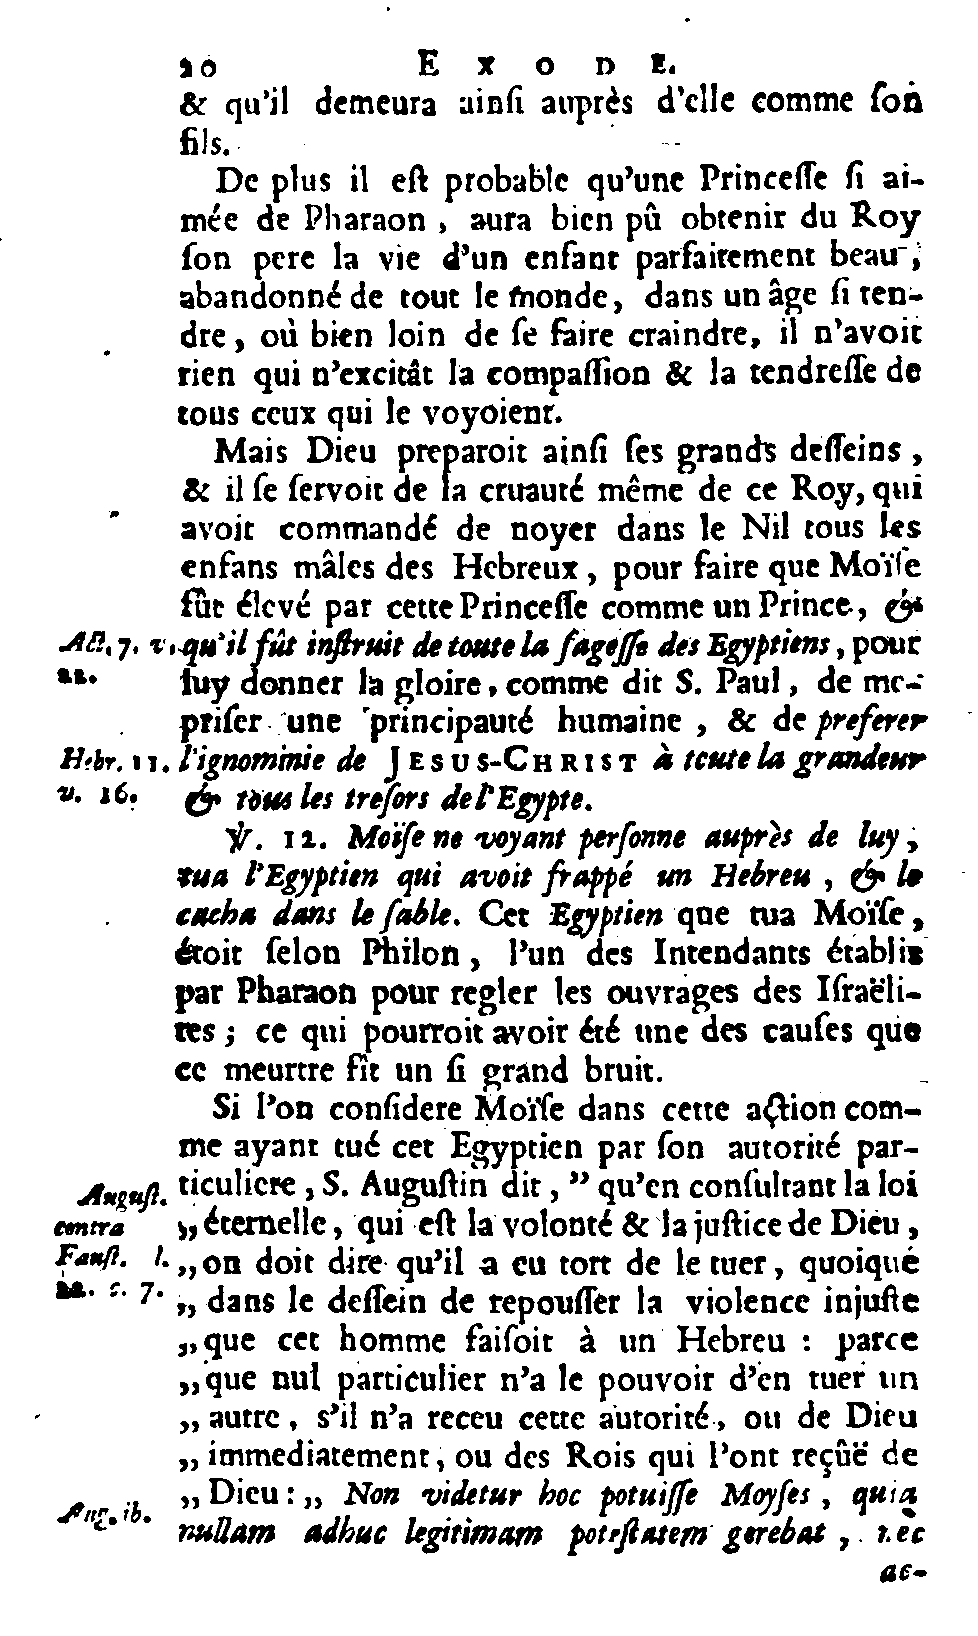 20 EXODE.
& qu'il demeura ainſi auprès d'elle comme ſon
fils.
De plus il eſt probable qu'une Princeſſe ſi ai-
mée de Pharaon, aura bien pû obtenir du Roy
ſon pere la vie d'un enfant parfaitement beau,
abandonné de tout le monde, dans un âge ſi ten-
dre, où bien loin de ſe faire craindre, il n'avoit
rien qui n'excitât la compaſſion & la tendreſſe de
tous ceux qui le voyoient.
Mais Dieu preparoit ainſi ſes grands deſſeins,
& il ſe ſervoit de la cruauté même de ce Roy, qui
avoit commandé de noyer dans le Nil tous les
enfans mâles des Hebreux, pour faire que Moïſe
fût élevé par cette Princeſſe comme un Prince, &
Act. 7. v. qu'il fût inſtruit de toute la ſageſſe des Egyptiens, pour
22. luy donner la gloire, comme dit S. Paul, de me-
priſer une principauté humaine, & de preferer
Hebr. 11. l'ignominie de JESUS-CHRIST à toute la grandeur
v. 16. & tous les treſors de l'Egypte.
℣. 12. Moïſe ne voyant perſonne auprès de luy,
tua l'Egyptien qui avoit frappé un Hebreu, & le
cacha dans le ſable. Cet Egyptien que tua Moïſe,
étoit ſelon Philon, l'un des Intendants établis
par Pharaon pour regler les ouvrages des Iſraëli-
tes; ce qui pourroit avoir été une des cauſes que
ce meurtre fît un ſi grand bruit.
Si l'on conſidere Moïſe dans cette action com-
me ayant tué cet Egyptien par ſon autorité par-
Auguſt. ticuliere, S. Auguſtin dit, " qu'en conſultant la loi
contra „ éternelle, qui eſt la volonté & la juſtice de Dieu,
Fauſt. l. „ on doit dire qu'il a eu tort de le tuer, quoique
22. c. 7. „ dans le deſſein de repouſſer la violence injuſte
„ que cet homme faiſoit à un Hebreu : parce
„ que nul particulier n'a le pouvoir d'en tuer un
„ autre, s'il n'a receu cette autorité, ou de Dieu
„ immediatement, ou des Rois qui l'ont reçûë de
„ Dieu : „ Non videtur hoc potuiſſe Moyſes, quia
Aug. ib. nullam adhuc legitimam poteſtatem gerebat, nec
ac-